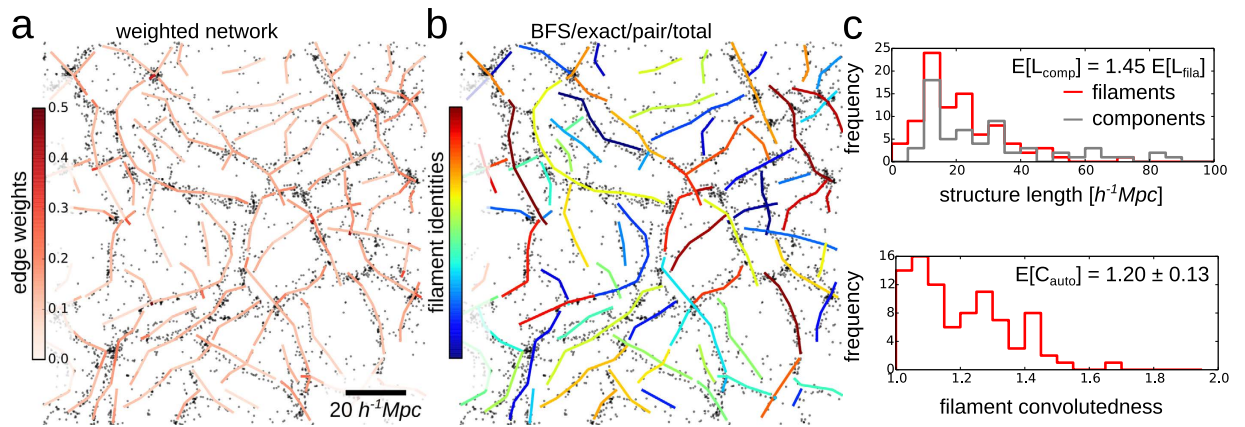 a
weighted network
edge weights
0.5
0.4
0.3
0.2
0.1
0.0
20 h⁻¹Mpc
b
BFS/exact/pair/total
filament identities
c
frequency
25
20
15
10
5
0
E[L_comp] = 1.45 E[L_fila]
filaments
components
0 20 40 60 80 100
structure length [h⁻¹Mpc]
frequency
16
12
8
4
0
E[C_auto] = 1.20 ± 0.13
1.0 1.2 1.4 1.6 1.8 2.0
filament convolutedness